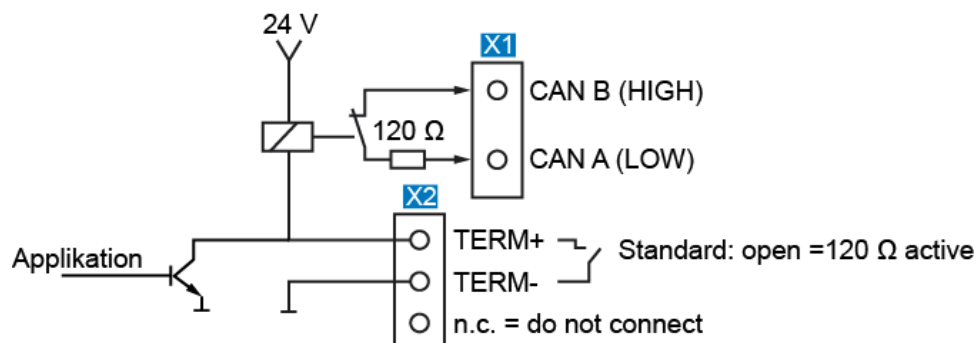 24 V
X1
CAN B (HIGH)
120 Ω
CAN A (LOW)
X2
TERM+
Standard: open =120 Ω active
Applikation
TERM-
n.c. = do not connect